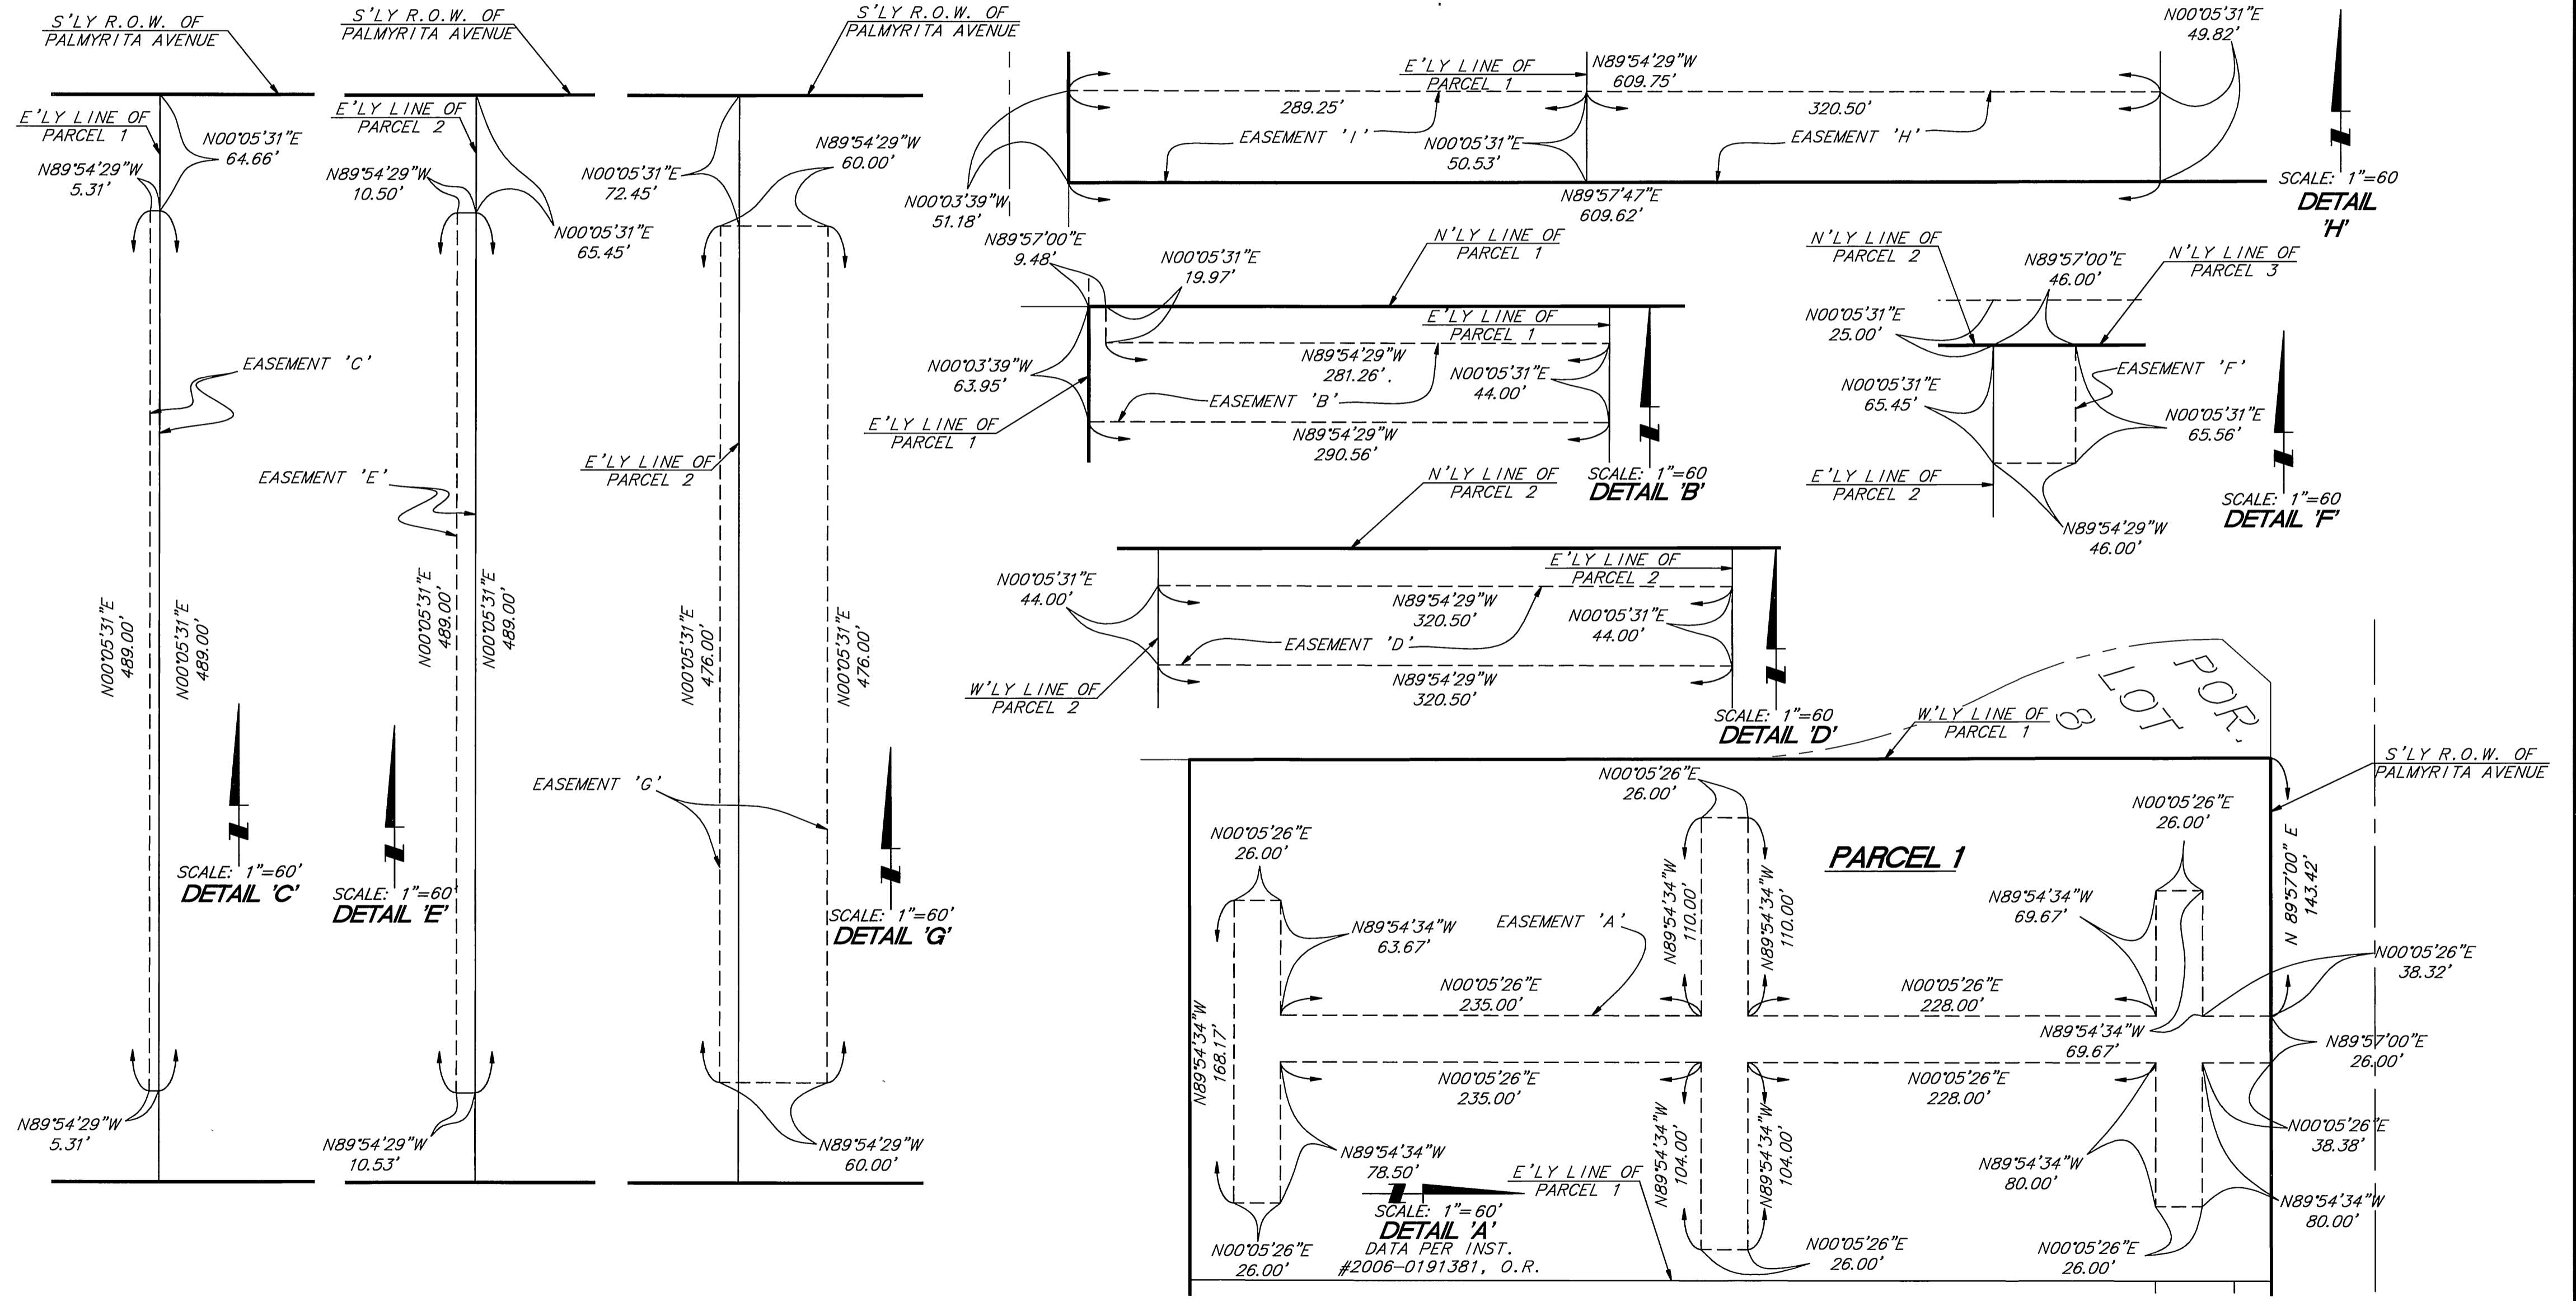 S'LY R.O.W. OF
PALMYRITA AVENUE
E'LY LINE OF
PARCEL 1
N00°05'31"E
64.66'
N89°54'29"W
5.31'
EASEMENT 'C'
N00°05'31"E
489.00'
N00°05'31"E
489.00'
SCALE: 1"=60'
DETAIL 'C'
N89°54'29"W
5.31'
S'LY R.O.W. OF
PALMYRITA AVENUE
E'LY LINE OF
PARCEL 2
N89°54'29"W
10.50'
N00°05'31"E
65.45'
EASEMENT 'E'
N00°05'31"E
489.00'
N00°05'31"E
489.00'
SCALE: 1"=60'
DETAIL 'E'
N89°54'29"W
10.53'
S'LY R.O.W. OF
PALMYRITA AVENUE
N00°05'31"E
72.45'
N89°54'29"W
60.00'
E'LY LINE OF
PARCEL 2
N00°05'31"E
476.00'
N00°05'31"E
476.00'
EASEMENT 'G'
SCALE: 1"=60'
DETAIL 'G'
N89°54'29"W
60.00'
N00°05'31"E
49.82'
E'LY LINE OF
PARCEL 1
N89°54'29"W
609.75'
289.25'
320.50'
EASEMENT 'I'
N00°05'31"E
50.53'
EASEMENT 'H'
N00°03'39"W
51.18'
N89°57'47"E
609.62'
SCALE: 1"=60
DETAIL
'H'
N89°57'00"E
9.48'
N00°05'31"E
19.97'
N'LY LINE OF
PARCEL 1
E'LY LINE OF
PARCEL 1
N00°03'39"W
63.95'
N89°54'29"W
281.26'
N00°05'31"E
44.00'
EASEMENT 'B'
E'LY LINE OF
PARCEL 1
N89°54'29"W
290.56'
SCALE: 1"=60
DETAIL 'B'
N'LY LINE OF
PARCEL 2
N89°57'00"E
46.00'
N'LY LINE OF
PARCEL 3
N00°05'31"E
25.00'
N00°05'31"E
65.45'
EASEMENT 'F'
N00°05'31"E
65.56'
E'LY LINE OF
PARCEL 2
N89°54'29"W
46.00'
SCALE: 1"=60
DETAIL 'F'
N'LY LINE OF
PARCEL 2
E'LY LINE OF
PARCEL 2
N00°05'31"E
44.00'
N89°54'29"W
320.50'
N00°05'31"E
44.00'
EASEMENT 'D'
W'LY LINE OF
PARCEL 2
N89°54'29"W
320.50'
SCALE: 1"=60
DETAIL 'D'
POR.
LOT
8
W'LY LINE OF
PARCEL 1
S'LY R.O.W. OF
PALMYRITA AVENUE
N00°05'26"E
26.00'
N00°05'26"E
26.00'
N00°05'26"E
26.00'
PARCEL 1
N 89°57'00" E
143.42'
N89°54'34"W
63.67'
EASEMENT 'A'
N89°54'34"W
110.00'
N89°54'34"W
110.00'
N89°54'34"W
69.67'
N00°05'26"E
38.32'
N00°05'26"E
235.00'
N00°05'26"E
228.00'
N89°54'34"W
69.67'
N89°57'00"E
26.00'
N89°54'34"W
168.17'
N00°05'26"E
235.00'
N00°05'26"E
228.00'
N00°05'26"E
38.38'
N89°54'34"W
78.50'
N89°54'34"W
104.00'
N89°54'34"W
104.00'
N89°54'34"W
80.00'
N89°54'34"W
80.00'
E'LY LINE OF
PARCEL 1
SCALE: 1"=60'
DETAIL 'A'
DATA PER INST.
#2006-0191381, O.R.
N00°05'26"E
26.00'
N00°05'26"E
26.00'
N00°05'26"E
26.00'